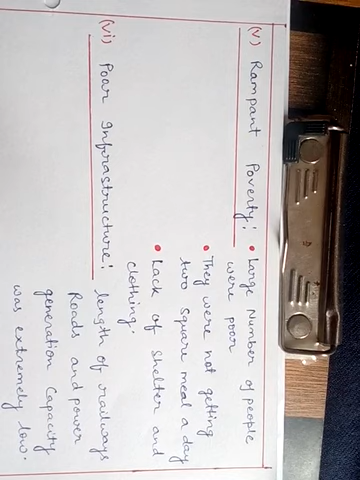 (v) Rampant Poverty: • Large Number of people
were poor
• They were not getting
two square meal a day
• Lack of Shelter and
clothing.
(vi) Poor Infrastructure: length of railways
Roads and power
generation Capacity
was extremely low.